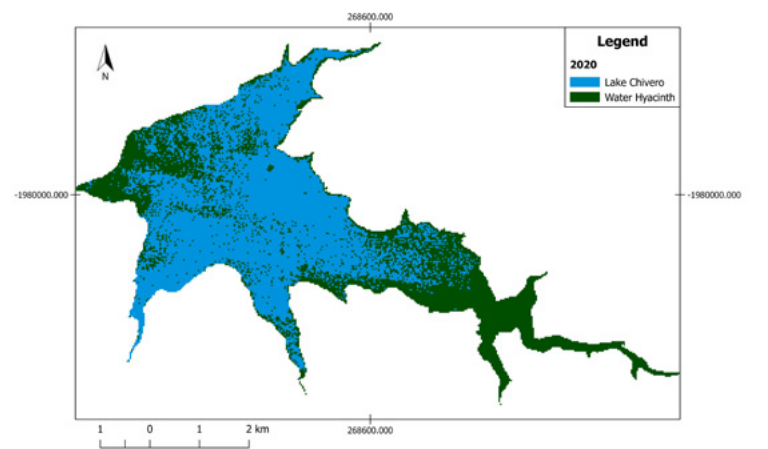 268600.000
Legend
2020
Lake Chivero
Water Hyacinth
N
-1980000.000
-1980000.000
268600.000
1 0 1 2 km